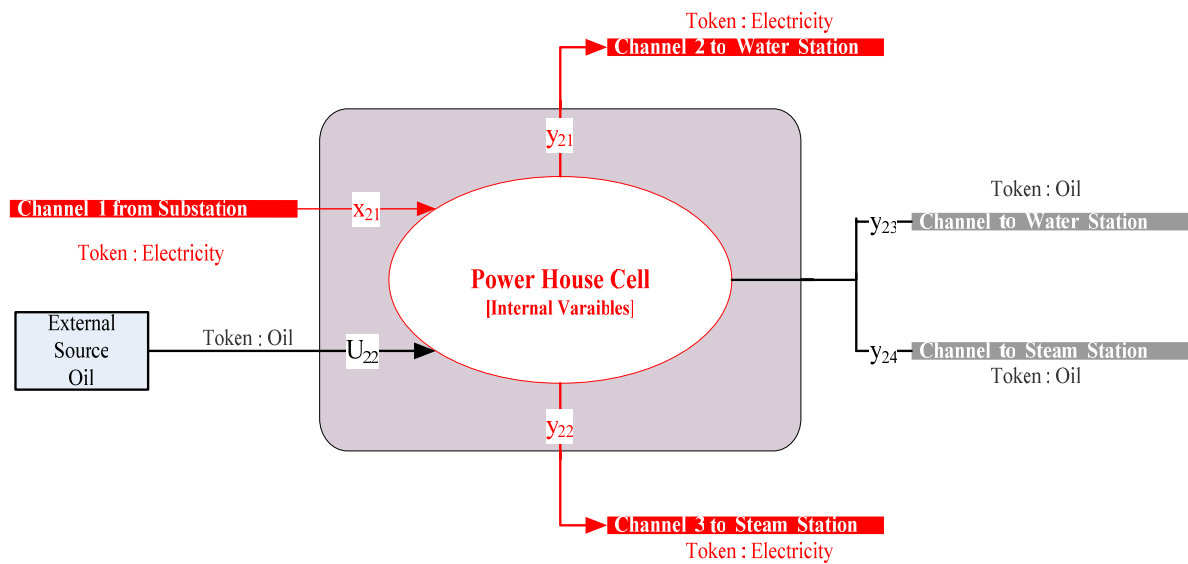 Token : Electricity
Channel 2 to Water Station
y21
Channel 1 from Substation
x21
Token : Electricity
Token : Oil
y23
Channel to Water Station
Power House Cell
[Internal Varaibles]
External
Source
Oil
Token : Oil
U22
y24
Channel to Steam Station
Token : Oil
y22
Channel 3 to Steam Station
Token : Electricity